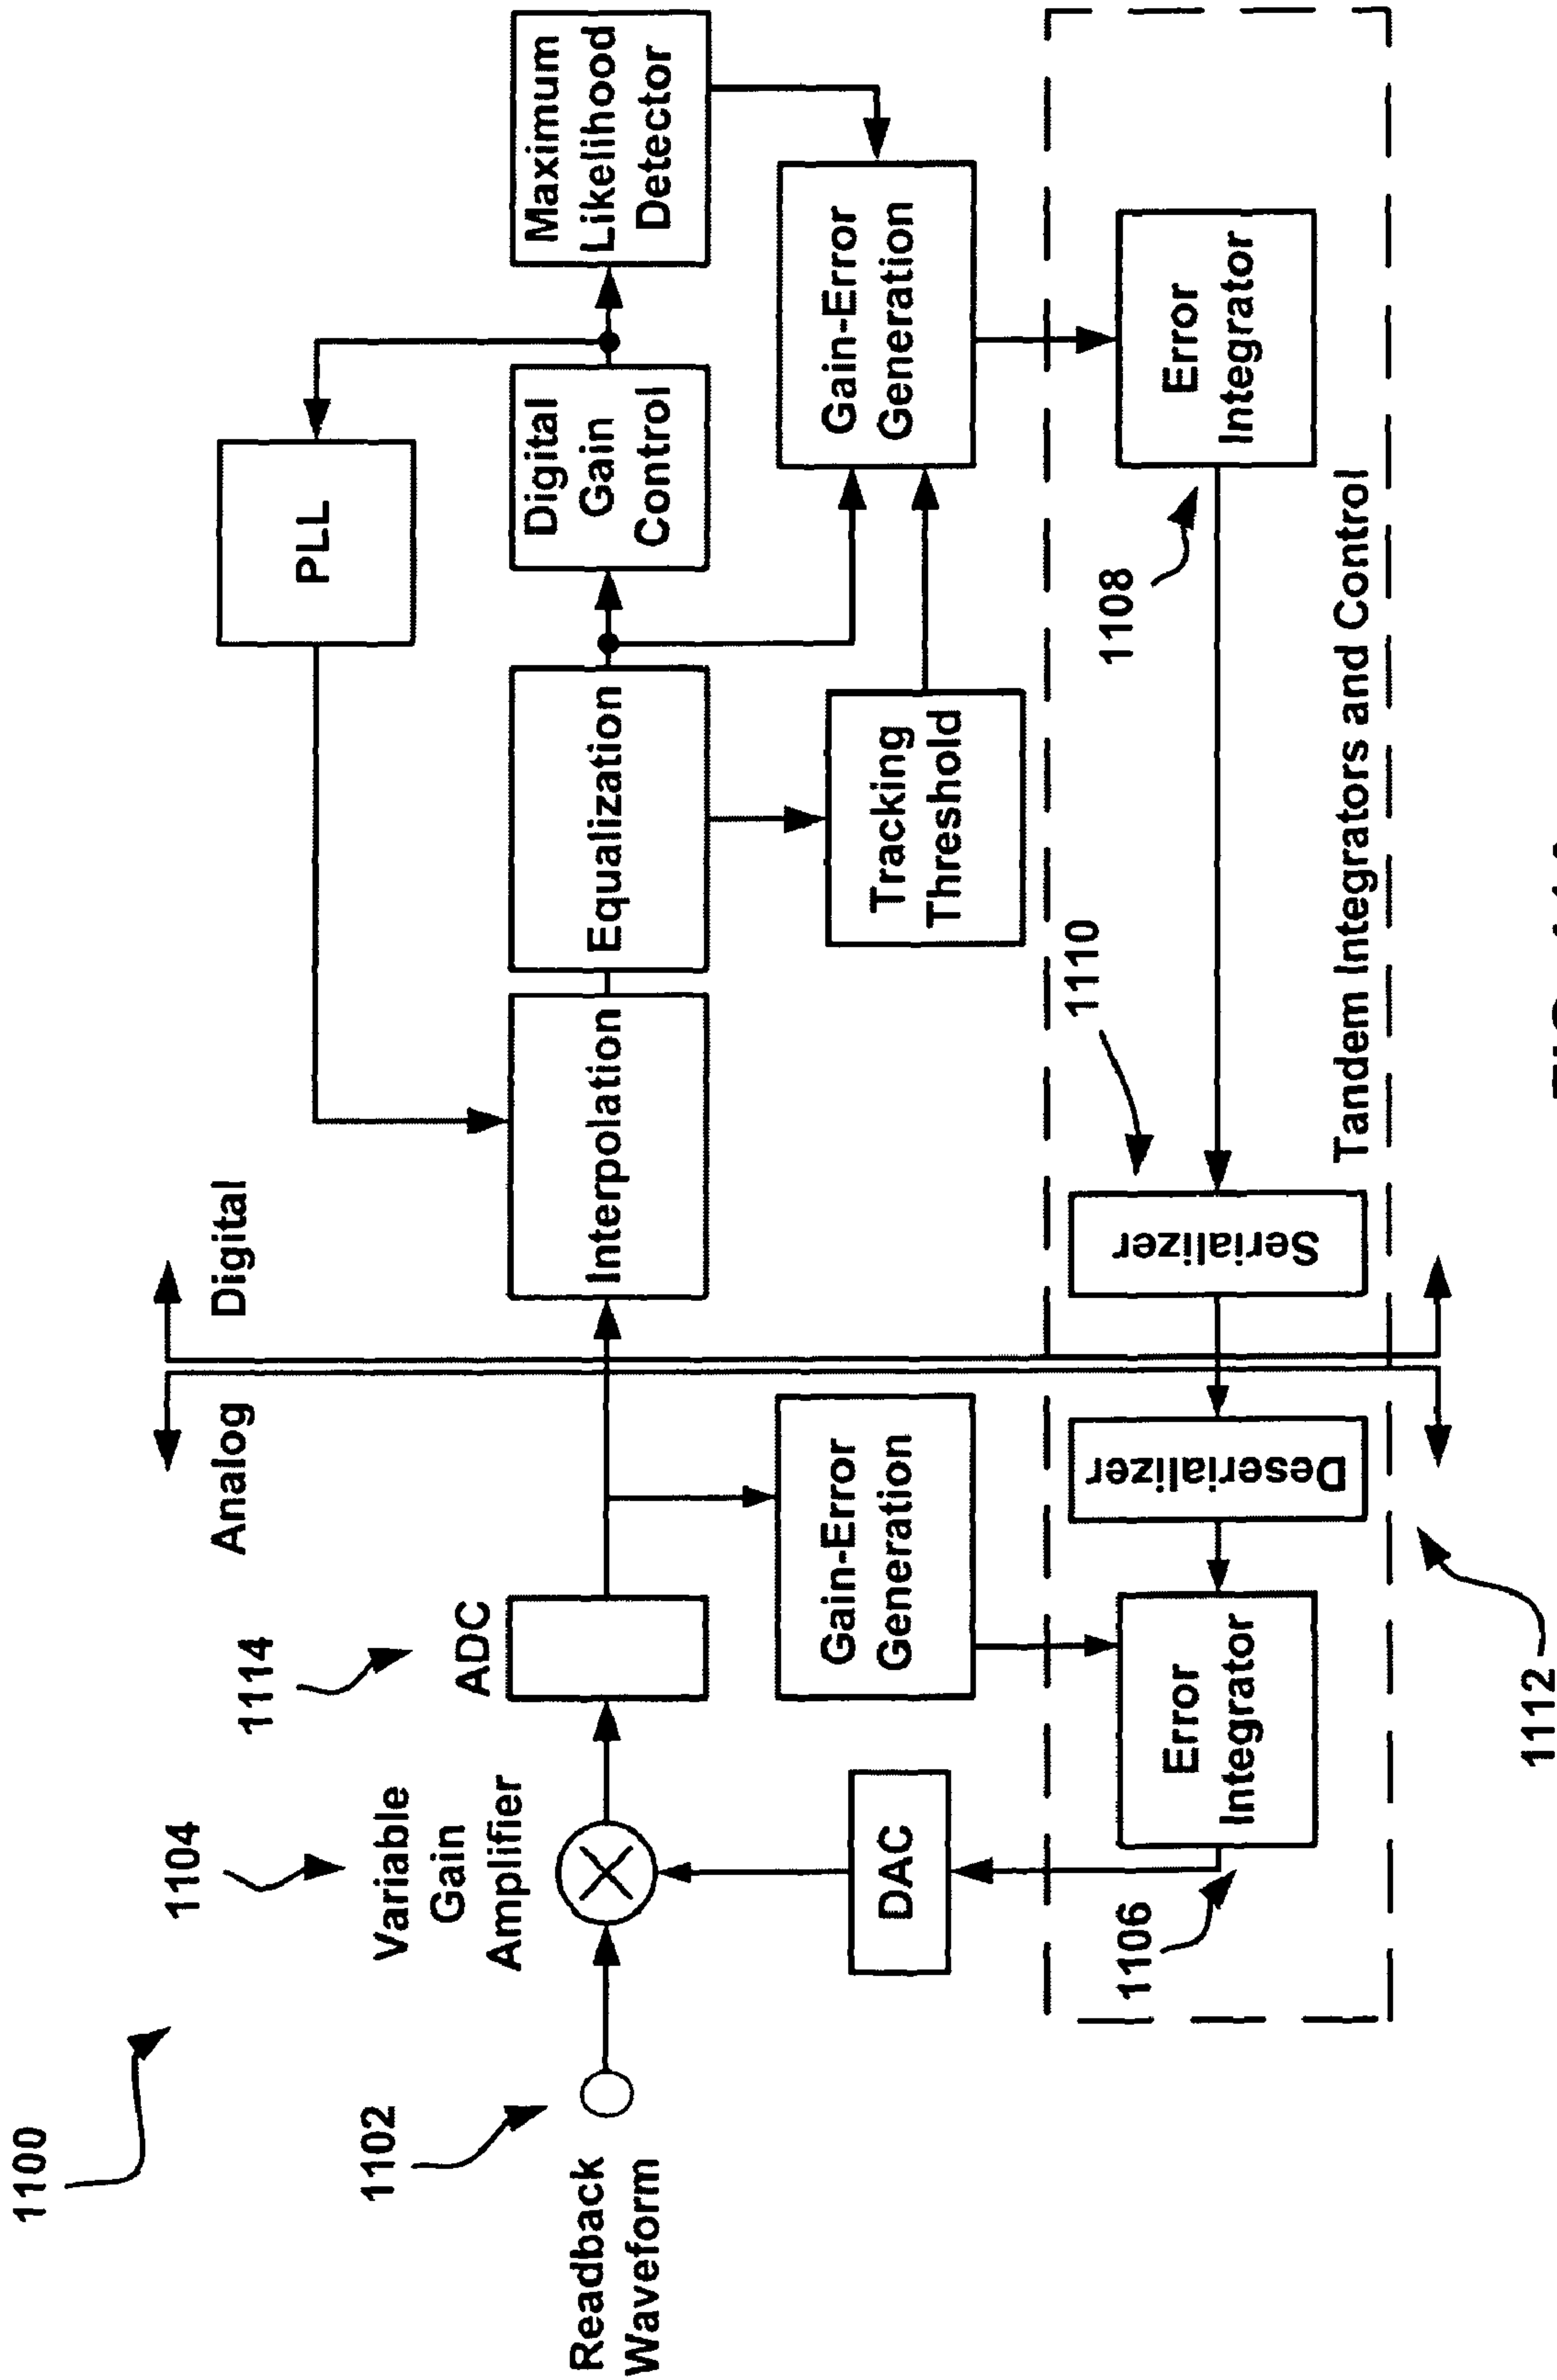 1100
1102
Readback
Waveform
1104
Variable
Gain
Amplifier
1114
ADC
Analog
Digital
Interpolation
Equalization
PLL
Digital
Gain
Control
Maximum
Likelihood
Detector
Gain-Error
Generation
Tracking
Threshold
Gain-Error
Generation
DAC
1106
Error
Integrator
Deserializer
1112
Serializer
1110
1108
Error
Integrator
Tandem Integrators and Control